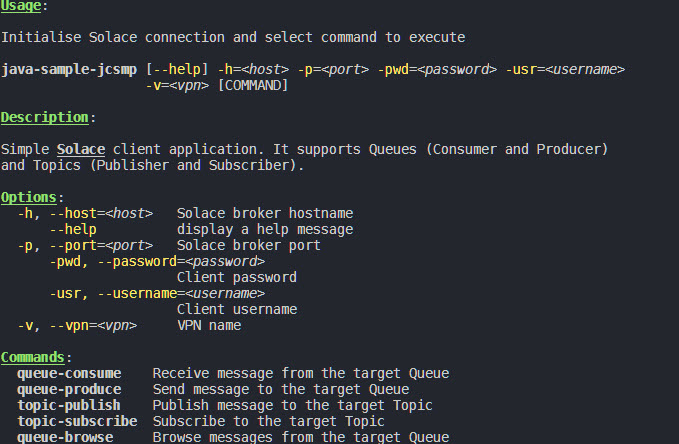 Usage:
Initialise Solace connection and select command to execute
java-sample-jcsmp [--help] -h=<host> -p=<port> -pwd=<password> -usr=<username>
-v=<vpn> [COMMAND]
Description:
Simple Solace client application. It supports Queues (Consumer and Producer)
and Topics (Publisher and Subscriber).
Options:
-h, --host=<host> Solace broker hostname
--help display a help message
-p, --port=<port> Solace broker port
-pwd, --password=<password>
Client password
-usr, --username=<username>
Client username
-v, --vpn=<vpn> VPN name
Commands:
queue-consume Receive message from the target Queue
queue-produce Send message to the target Queue
topic-publish Publish message to the target Topic
topic-subscribe Subscribe to the target Topic
queue-browse Browse messages from the target Queue